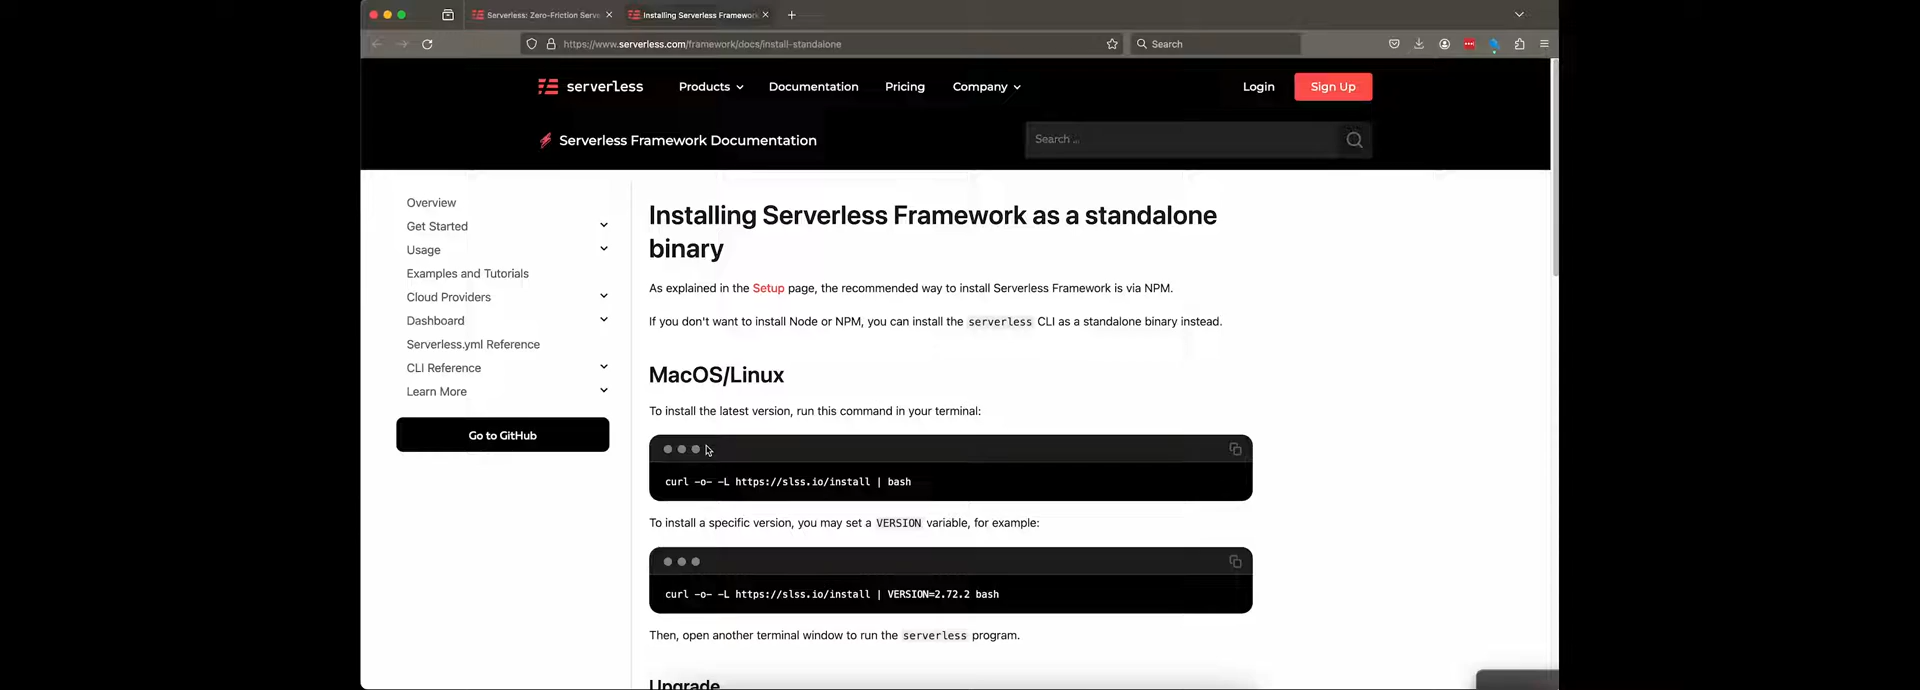 Serverless: Zero-Friction Serve
Installing Serverless Framework
https://www.serverless.com/framework/docs/install-standalone
Search
serverless
Products
Documentation
Pricing
Company
Login
Sign Up
Serverless Framework Documentation
Search ...
Overview
Get Started
Usage
Examples and Tutorials
Cloud Providers
Dashboard
Serverless.yml Reference
CLI Reference
Learn More
Go to GitHub
Installing Serverless Framework as a standalone
binary
As explained in the Setup page, the recommended way to install Serverless Framework is via NPM.
If you don't want to install Node or NPM, you can install the serverless CLI as a standalone binary instead.
MacOS/Linux
To install the latest version, run this command in your terminal:
curl -o- -L https://slss.io/install | bash
To install a specific version, you may set a VERSION variable, for example:
curl -o- -L https://slss.io/install | VERSION=2.72.2 bash
Then, open another terminal window to run the serverless program.
Upgrade